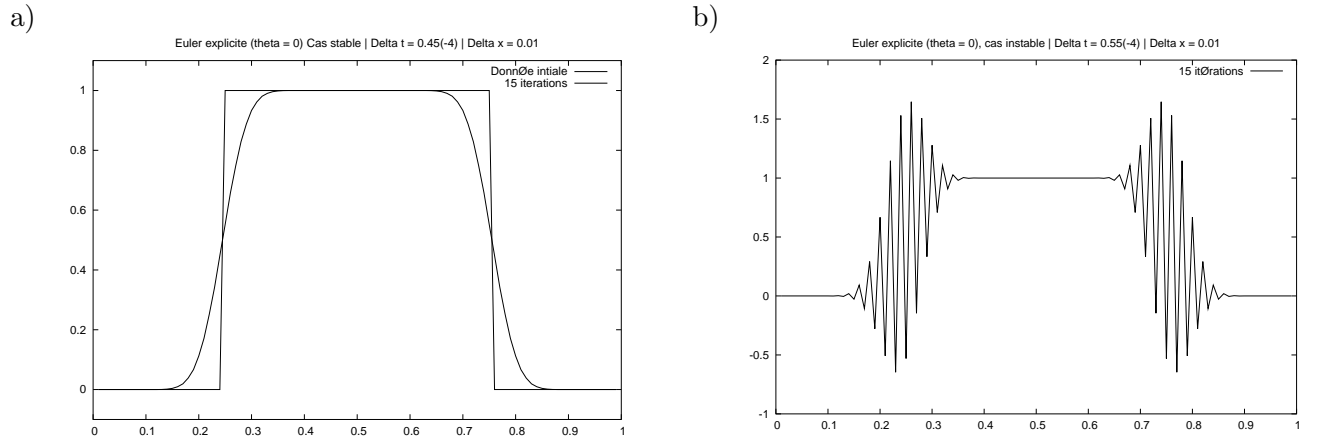 a)
Euler explicite (theta = 0) Cas stable | Delta t = 0.45(-4) | Delta x = 0.01
DonnØe intiale
15 iterations
1
0.8
0.6
0.4
0.2
0
0 0.1 0.2 0.3 0.4 0.5 0.6 0.7 0.8 0.9 1
b)
Euler explicite (theta = 0), cas instable | Delta t = 0.55(-4) | Delta x = 0.01
15 itØrations
2
1.5
1
0.5
0
-0.5
-1
0 0.1 0.2 0.3 0.4 0.5 0.6 0.7 0.8 0.9 1